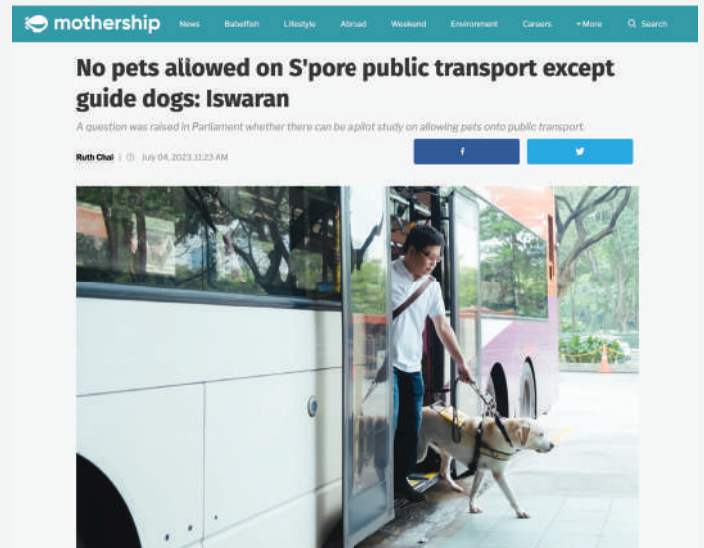 mothership
News Babelfish Lifestyle Abroad Weekend Environment Careers More Search
No pets allowed on S'pore public transport except
guide dogs: Iswaran
A question was raised in Parliament whether there can be a pilot study on allowing pets onto public transport.
Ruth Chai | July 04, 2023, 11:23 AM
f